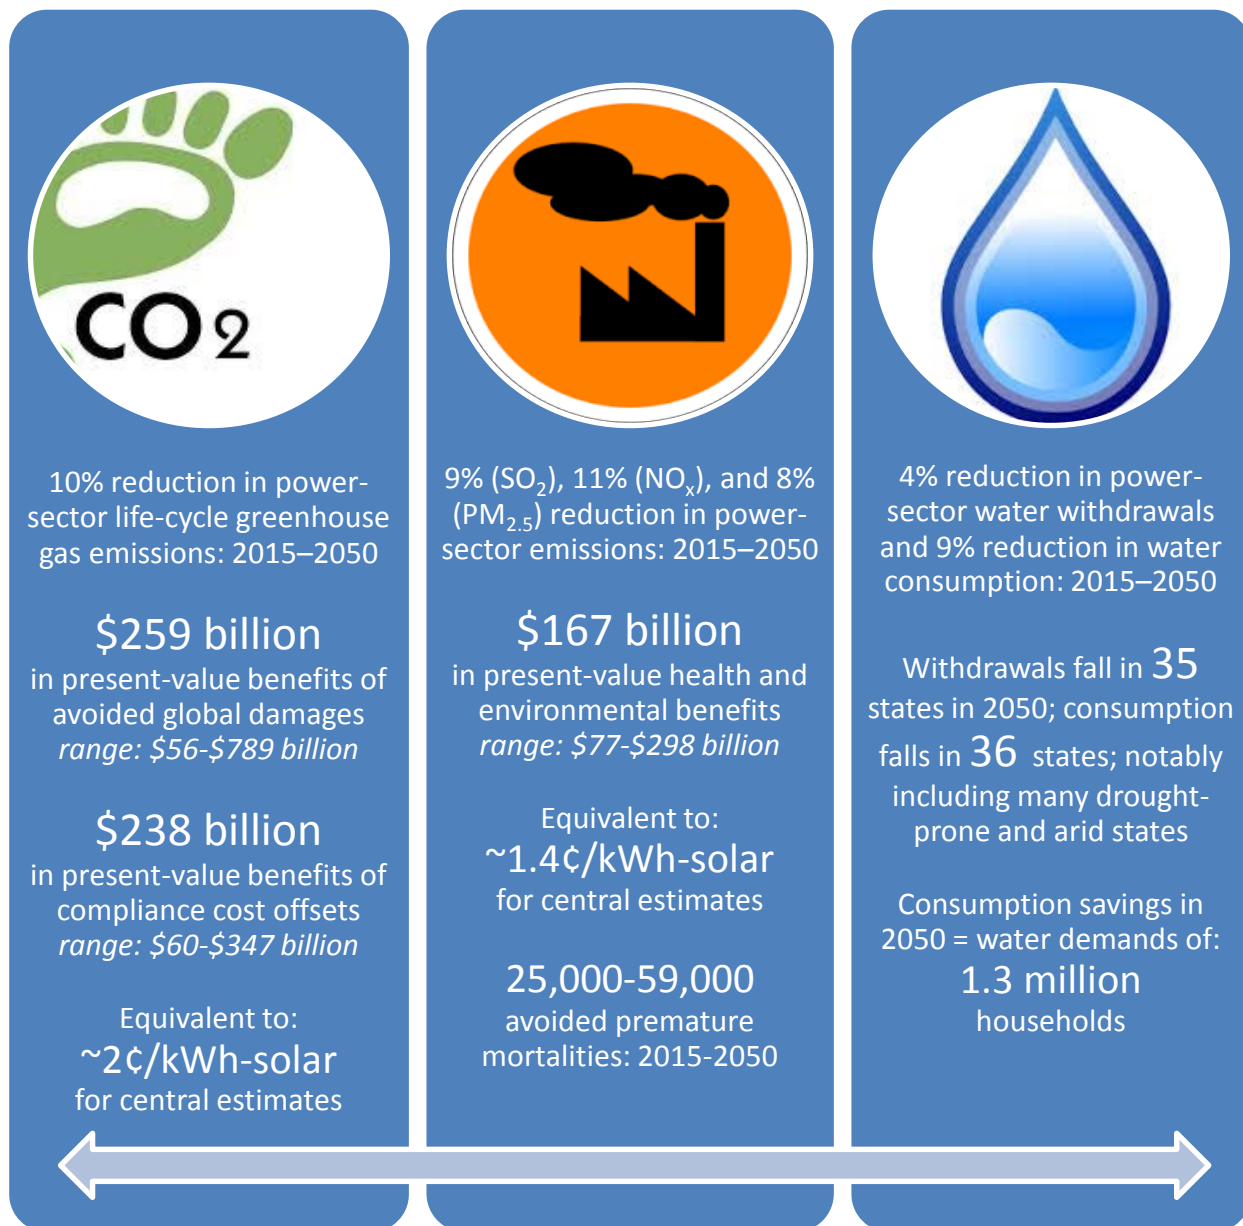 CO2
10% reduction in power-
sector life-cycle greenhouse
gas emissions: 2015–2050
$259 billion
in present-value benefits of
avoided global damages
range: $56-$789 billion
$238 billion
in present-value benefits of
compliance cost offsets
range: $60-$347 billion
Equivalent to:
~2¢/kWh-solar
for central estimates
9% (SO₂), 11% (NOₓ), and 8%
(PM₂.₅) reduction in power-
sector emissions: 2015–2050
$167 billion
in present-value health and
environmental benefits
range: $77-$298 billion
Equivalent to:
~1.4¢/kWh-solar
for central estimates
25,000-59,000
avoided premature
mortalities: 2015-2050
4% reduction in power-
sector water withdrawals
and 9% reduction in water
consumption: 2015–2050
Withdrawals fall in 35
states in 2050; consumption
falls in 36 states; notably
including many drought-
prone and arid states
Consumption savings in
2050 = water demands of:
1.3 million
households